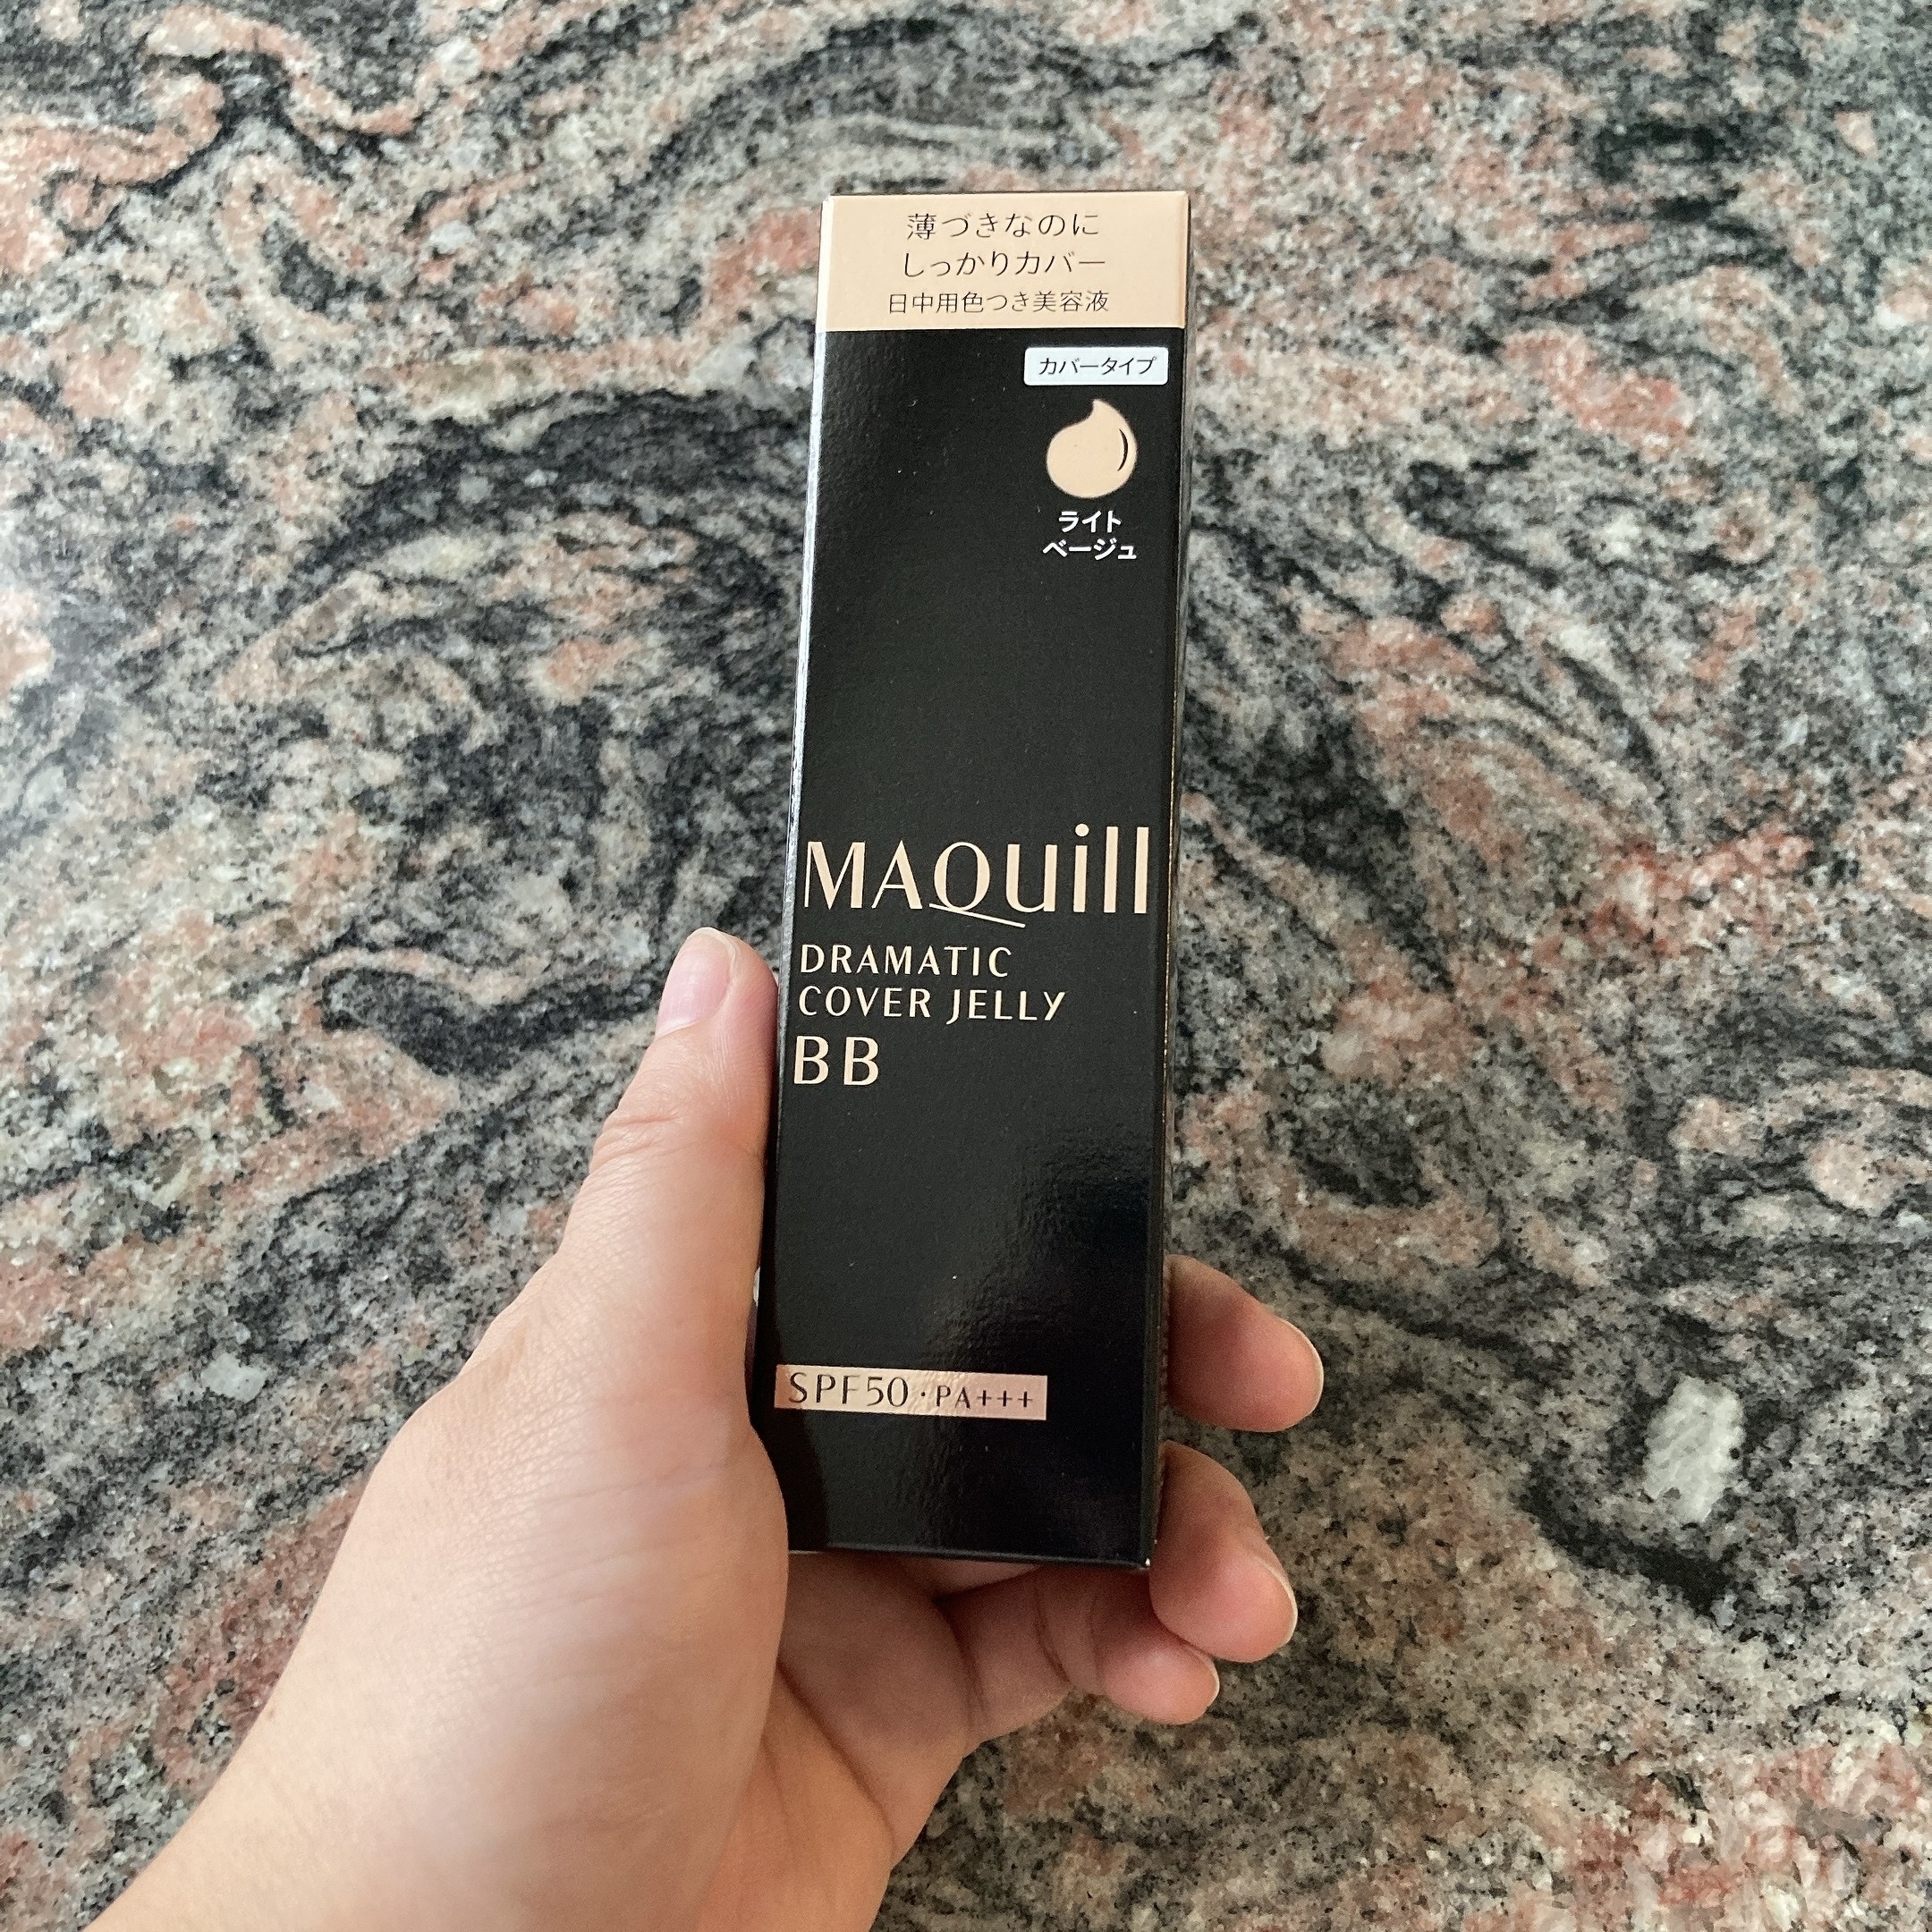 薄づきなのに
しっかりカバー
日中用色つき美容液
カバータイプ
ライト
ベージュ
MAQuill
DRAMATIC
COVER JELLY
BB
SPF50・PA+++